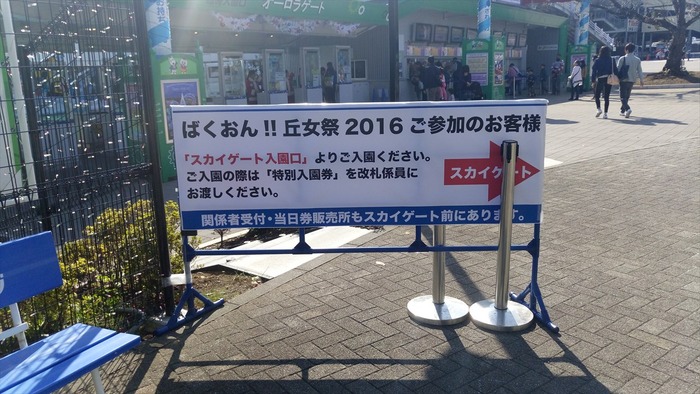 オーロラゲート
ばくおん!! 丘女祭 2016 ご参加のお客様
「スカイゲート入園口」よりご入園ください。
ご入園の際は「特別入園券」を改札係員に
お渡しください。
スカイゲート
関係者受付・当日券販売所もスカイゲート前にあります。